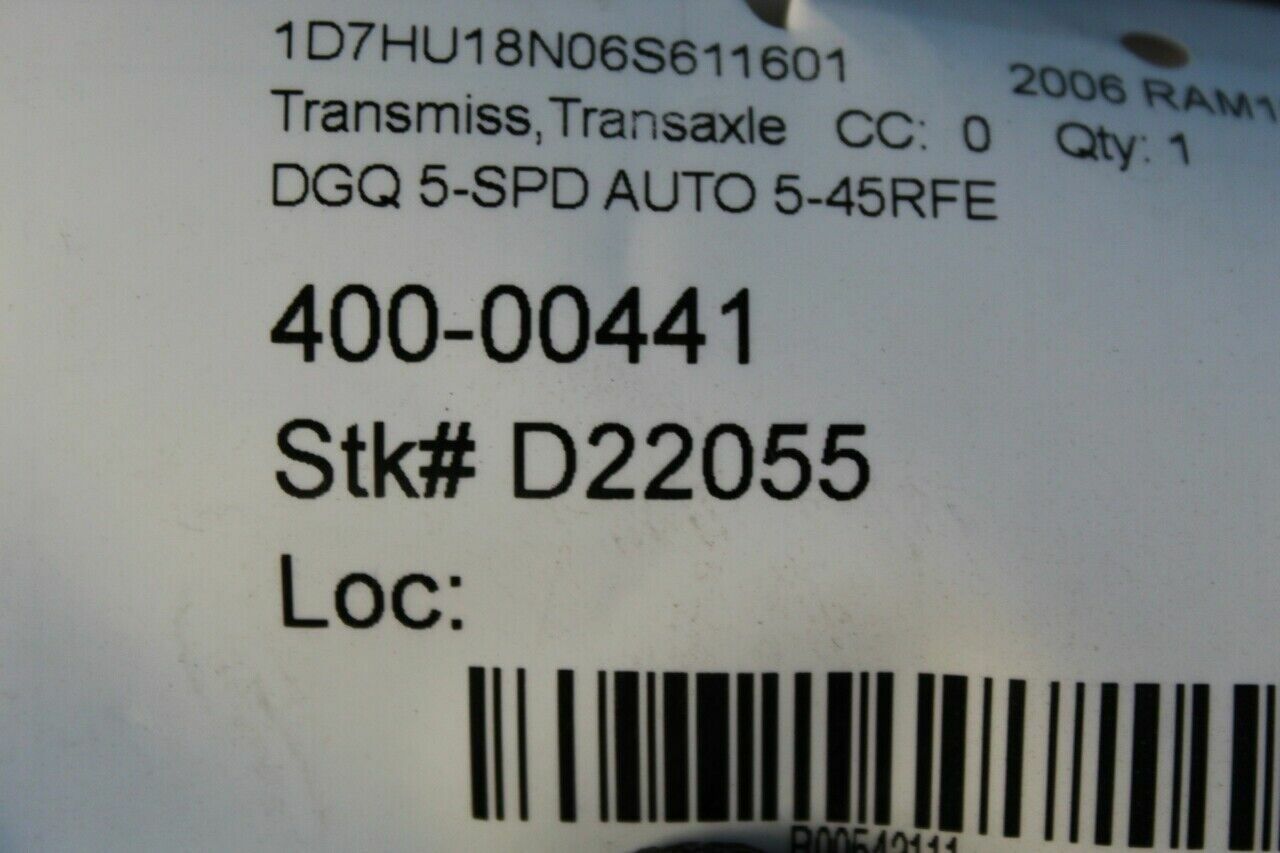 1D7HU18N06S611601 2006 RAM1
Transmiss,Transaxle CC: 0 Qty: 1
DGQ 5-SPD AUTO 5-45RFE
400-00441
Stk# D22055
Loc: